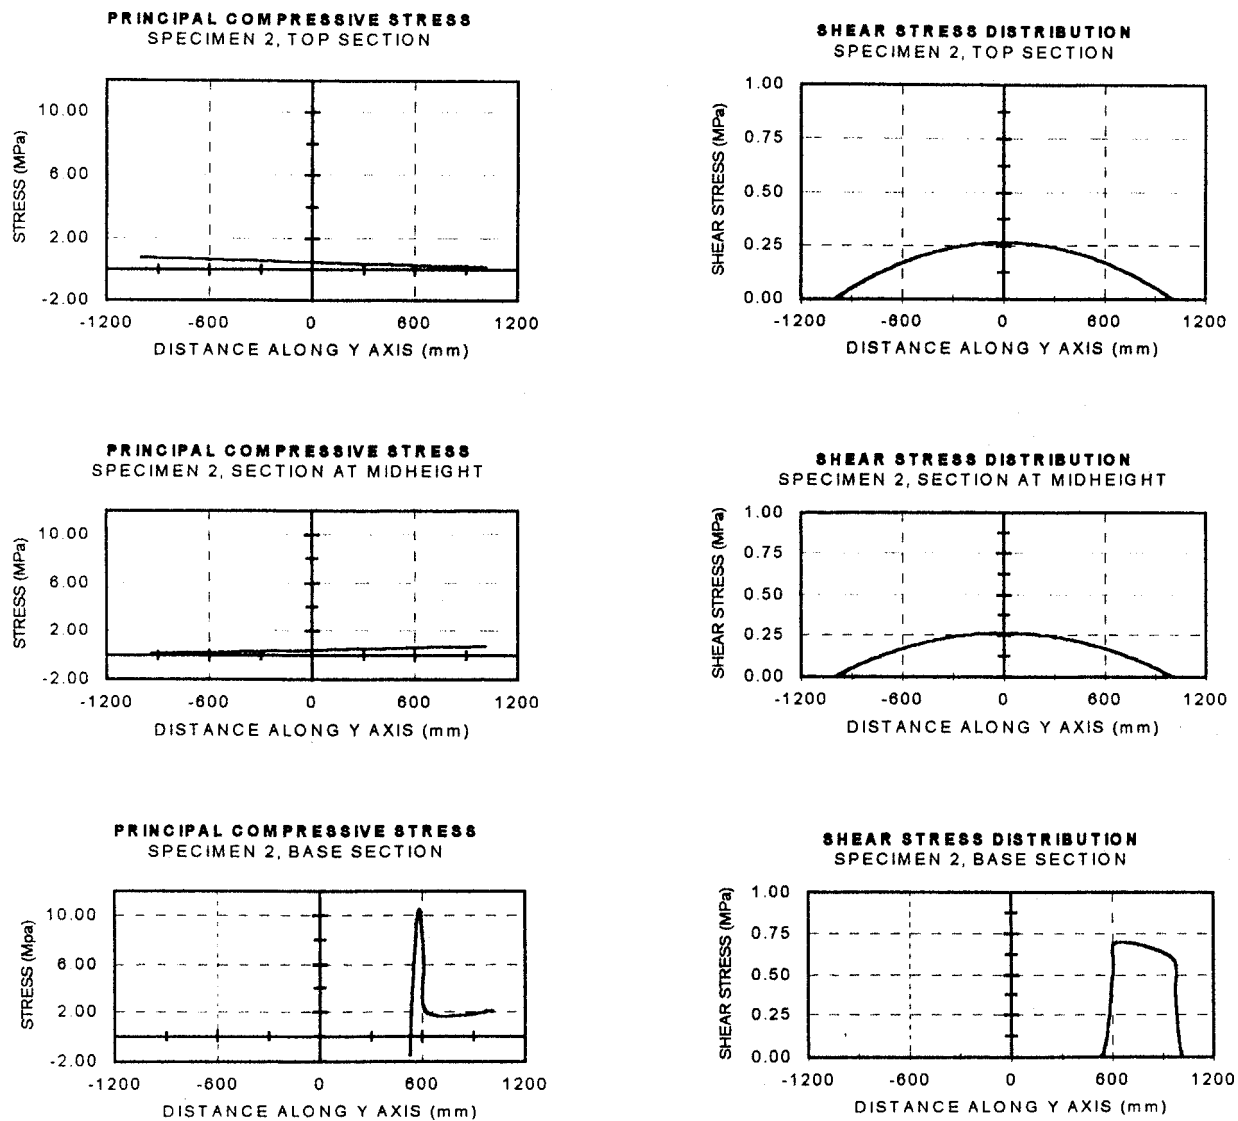 PRINCIPAL COMPRESSIVE STRESS
SPECIMEN 2, TOP SECTION
STRESS (MPa)
10.00
6.00
2.00
-2.00
-1200 -600 0 600 1200
DISTANCE ALONG Y AXIS (mm)
SHEAR STRESS DISTRIBUTION
SPECIMEN 2, TOP SECTION
SHEAR STRESS (MPa)
1.00
0.75
0.50
0.25
0.00
-1200 -600 0 600 1200
DISTANCE ALONG Y AXIS (mm)
PRINCIPAL COMPRESSIVE STRESS
SPECIMEN 2, SECTION AT MIDHEIGHT
STRESS (MPa)
10.00
6.00
2.00
-2.00
-1200 -600 0 600 1200
DISTANCE ALONG Y AXIS (mm)
SHEAR STRESS DISTRIBUTION
SPECIMEN 2, SECTION AT MIDHEIGHT
SHEAR STRESS (MPa)
1.00
0.75
0.50
0.25
0.00
-1200 -600 0 600 1200
DISTANCE ALONG Y AXIS (mm)
PRINCIPAL COMPRESSIVE STRESS
SPECIMEN 2, BASE SECTION
STRESS (Mpa)
10.00
6.00
2.00
-2.00
-1200 -600 0 600 1200
DISTANCE ALONG Y AXIS (mm)
SHEAR STRESS DISTRIBUTION
SPECIMEN 2, BASE SECTION
SHEAR STRESS (MPa)
1.00
0.75
0.50
0.25
0.00
-1200 -600 0 600 1200
DISTANCE ALONG Y AXIS (mm)